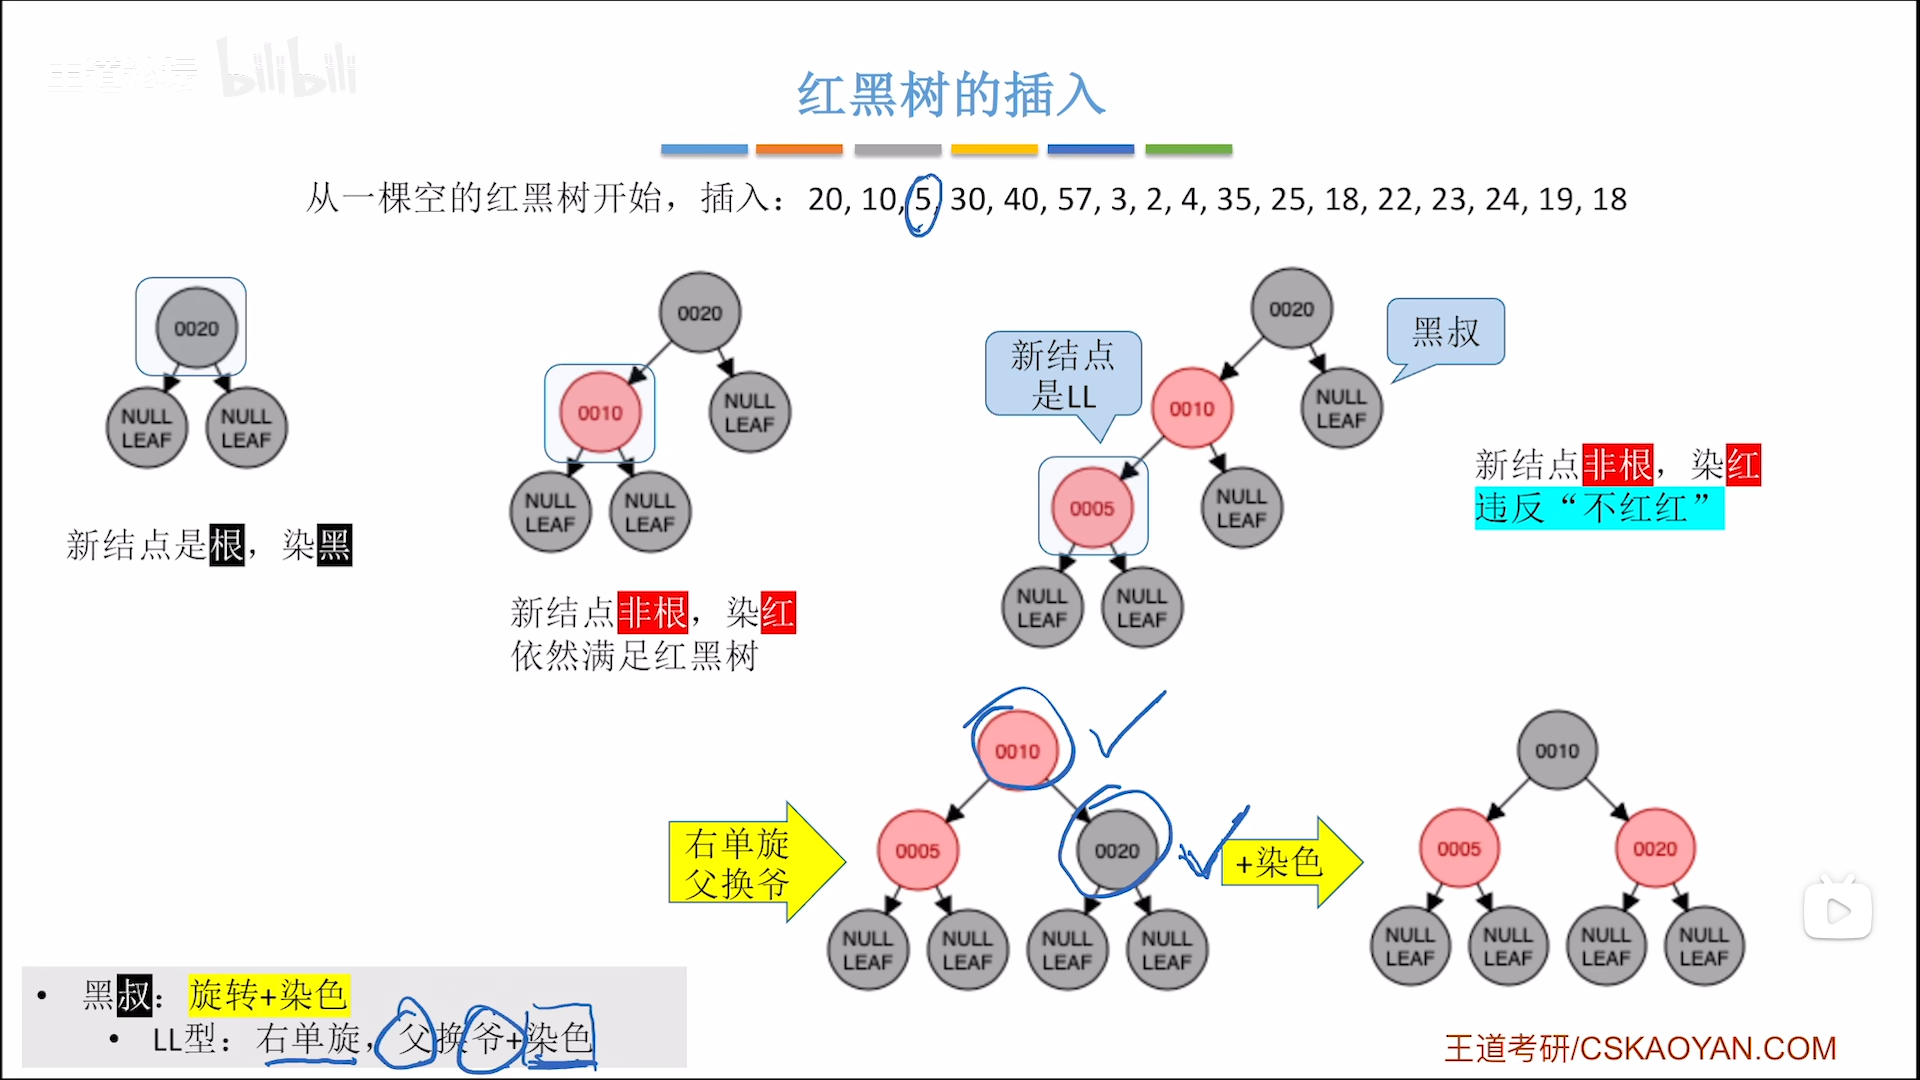 王道论坛 bilibili
红黑树的插入
从一棵空的红黑树开始，插入：20, 10, 5, 30, 40, 57, 3, 2, 4, 35, 25, 18, 22, 23, 24, 19, 18
0020
NULL LEAF
NULL LEAF
新结点是根，染黑
0020
0010
NULL LEAF
NULL LEAF
NULL LEAF
新结点非根，染红
依然满足红黑树
0020
黑叔
新结点
是LL
0010
NULL LEAF
0005
NULL LEAF
NULL LEAF
NULL LEAF
新结点非根，染红
违反“不红红”
右单旋
父换爷
0010
0005
0020
NULL LEAF
NULL LEAF
NULL LEAF
NULL LEAF
+染色
0010
0005
0020
NULL LEAF
NULL LEAF
NULL LEAF
NULL LEAF
• 黑叔：旋转+染色
• LL型：右单旋，父换爷+染色
王道考研/CSKAOYAN.COM